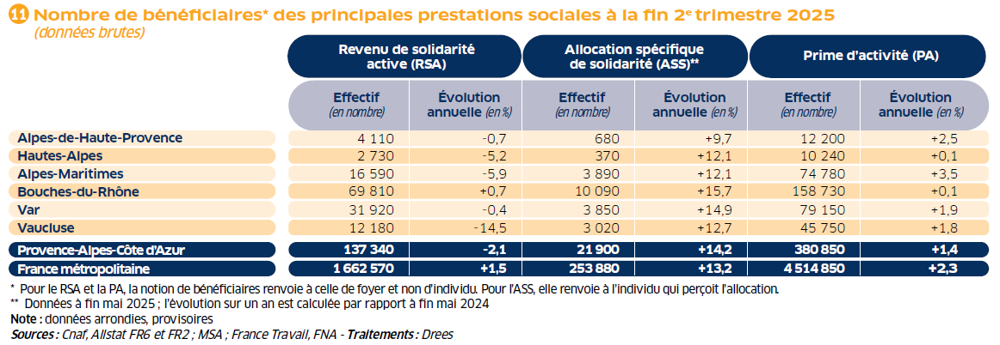 11 Nombre de bénéficiaires* des principales prestations sociales à la fin 2e trimestre 2025
(données brutes)
Revenu de solidarité active (RSA) Allocation spécifique de solidarité (ASS)** Prime d'activité (PA)
Effectif (en nombre) Évolution annuelle (en %) Effectif (en nombre) Évolution annuelle (en %) Effectif (en nombre) Évolution annuelle (en %)
Alpes-de-Haute-Provence 4 110 -0,7 680 +9,7 12 200 +2,5
Hautes-Alpes 2 730 -5,2 370 +12,1 10 240 +0,1
Alpes-Maritimes 16 590 -5,9 3 890 +12,1 74 780 +3,5
Bouches-du-Rhône 69 810 +0,7 10 090 +15,7 158 730 +0,1
Var 31 920 -0,4 3 850 +14,9 79 150 +1,9
Vaucluse 12 180 -14,5 3 020 +12,7 45 750 +1,8
Provence-Alpes-Côte d'Azur 137 340 -2,1 21 900 +14,2 380 850 +1,4
France métropolitaine 1 662 570 +1,5 253 880 +13,2 4 514 850 +2,3
* Pour le RSA et la PA, la notion de bénéficiaires renvoie à celle de foyer et non d'individu. Pour l'ASS, elle renvoie à l'individu qui perçoit l'allocation.
** Données à fin mai 2025 ; l'évolution sur un an est calculée par rapport à fin mai 2024
Note : données arrondies, provisoires
Sources : Cnaf, Allstat FR6 et FR2 ; MSA ; France Travail, FNA - Traitements : Drees